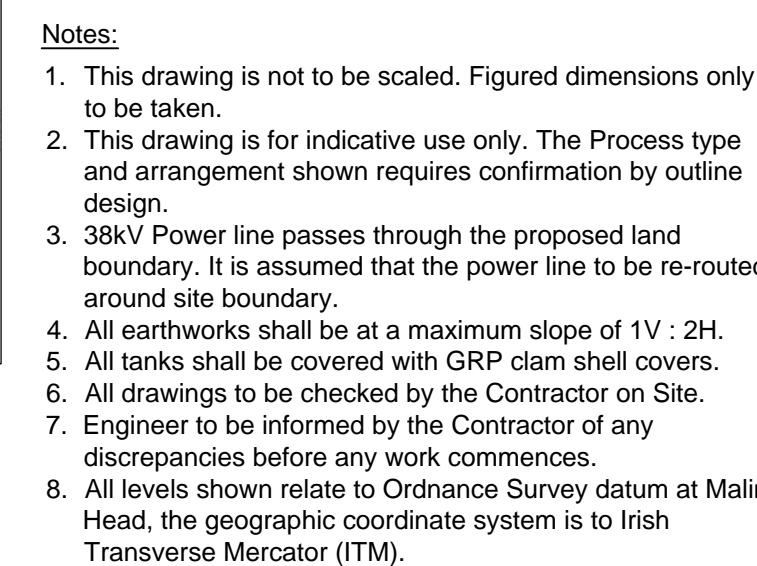 Notes:
1. This drawing is not to be scaled. Figured dimensions only
to be taken.
2. This drawing is for indicative use only. The Process type
and arrangement shown requires confirmation by outline
design.
3. 38kV Power line passes through the proposed land
boundary. It is assumed that the power line to be re-routed
around site boundary.
4. All earthworks shall be at a maximum slope of 1V : 2H.
5. All tanks shall be covered with GRP clam shell covers.
6. All drawings to be checked by the Contractor on Site.
7. Engineer to be informed by the Contractor of any
discrepancies before any work commences.
8. All levels shown relate to Ordnance Survey datum at Malin
Head, the geographic coordinate system is to Irish
Transverse Mercator (ITM).